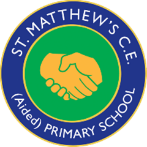 ST. MATTHEW'S C.E.
(Aided) PRIMARY SCHOOL